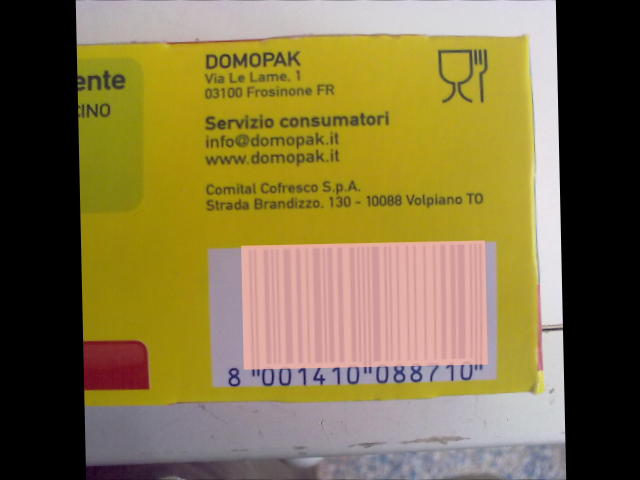 DOMOPAK
Via Le Lame, 1
03100 Frosinone FR
ente
CINO
Servizio consumatori
info@domopak.it
www.domopak.it
Comital Cofresco S.p.A.
Strada Brandizzo, 130 - 10088 Volpiano TO
8 "001410"088710"